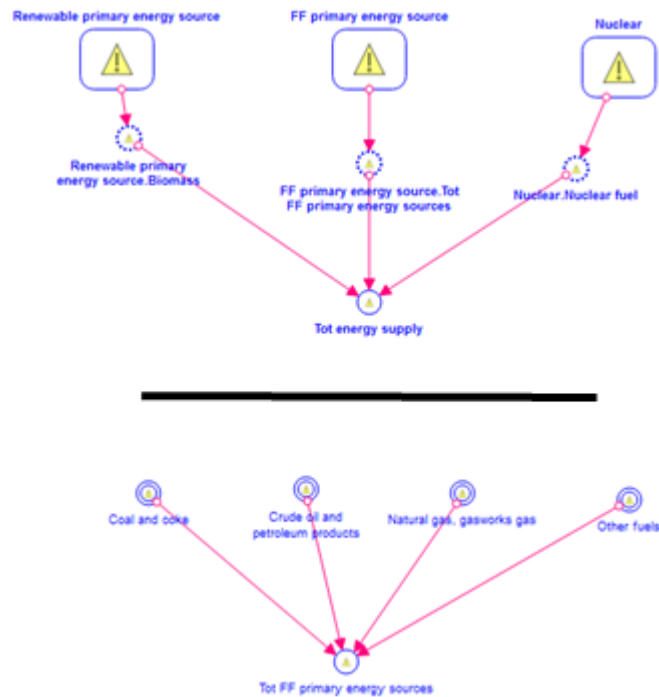 Renewable primary energy source
FF primary energy source
Nuclear
Renewable primary
energy source.Biomass
FF primary energy source.Tot
FF primary energy sources
Nuclear.Nuclear fuel
Tot energy supply
Coal and coke
Crude oil and
petroleum products
Natural gas, gasworks gas
Other fuels
Tot FF primary energy sources